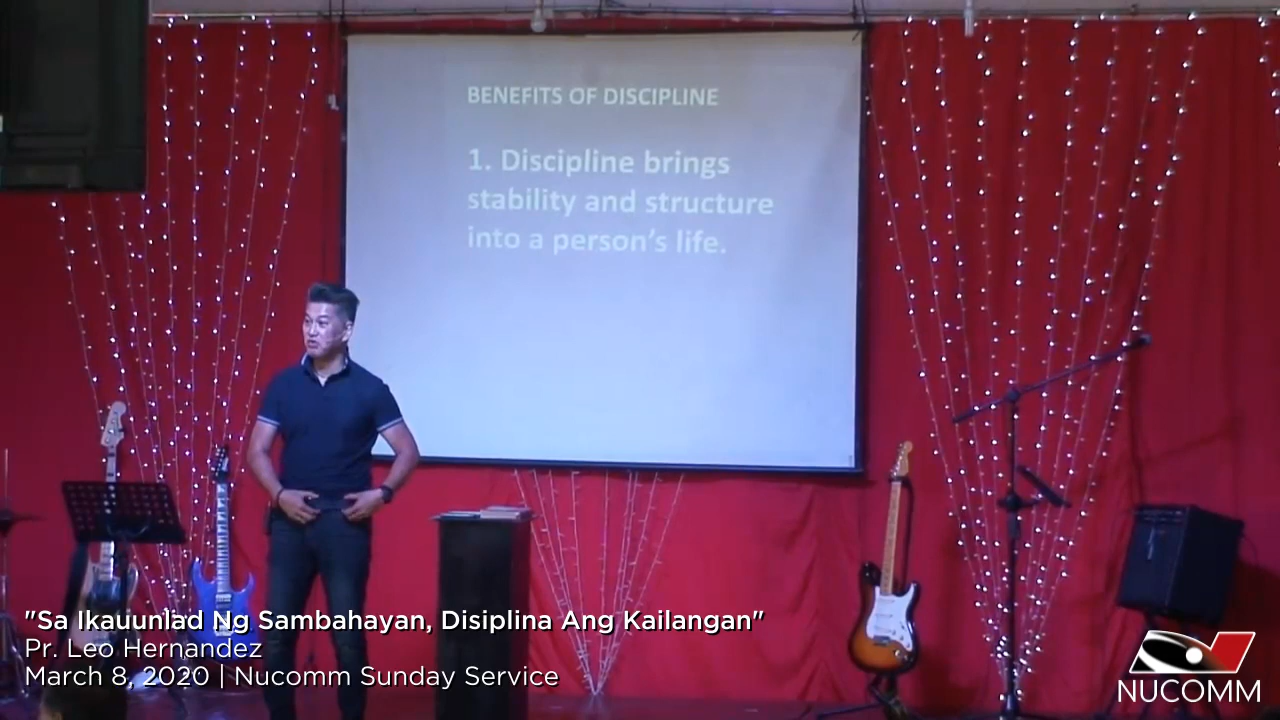 BENEFITS OF DISCIPLINE
1. Discipline brings
stability and structure
into a person's life.
"Sa Ikauunlad Ng Sambahayan, Disiplina Ang Kailangan"
Pr. Leo Hernandez
March 8, 2020 | Nucomm Sunday Service
NUCOMM